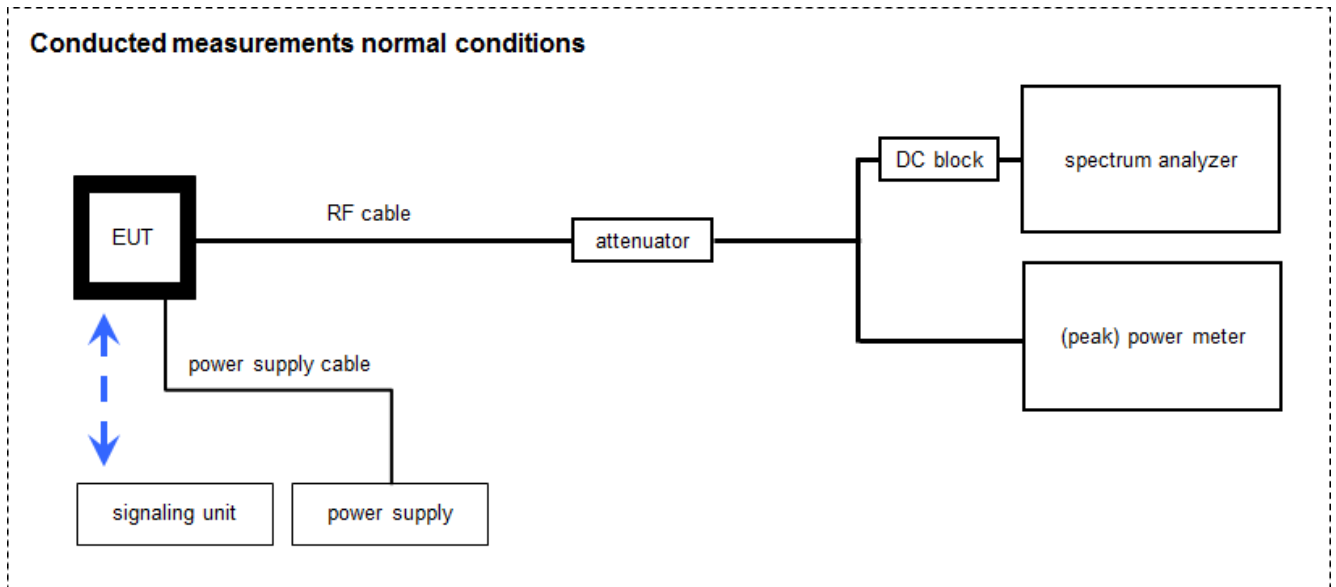 Conducted measurements normal conditions
DC block
spectrum analyzer
RF cable
EUT
attenuator
(peak) power meter
power supply cable
signaling unit
power supply